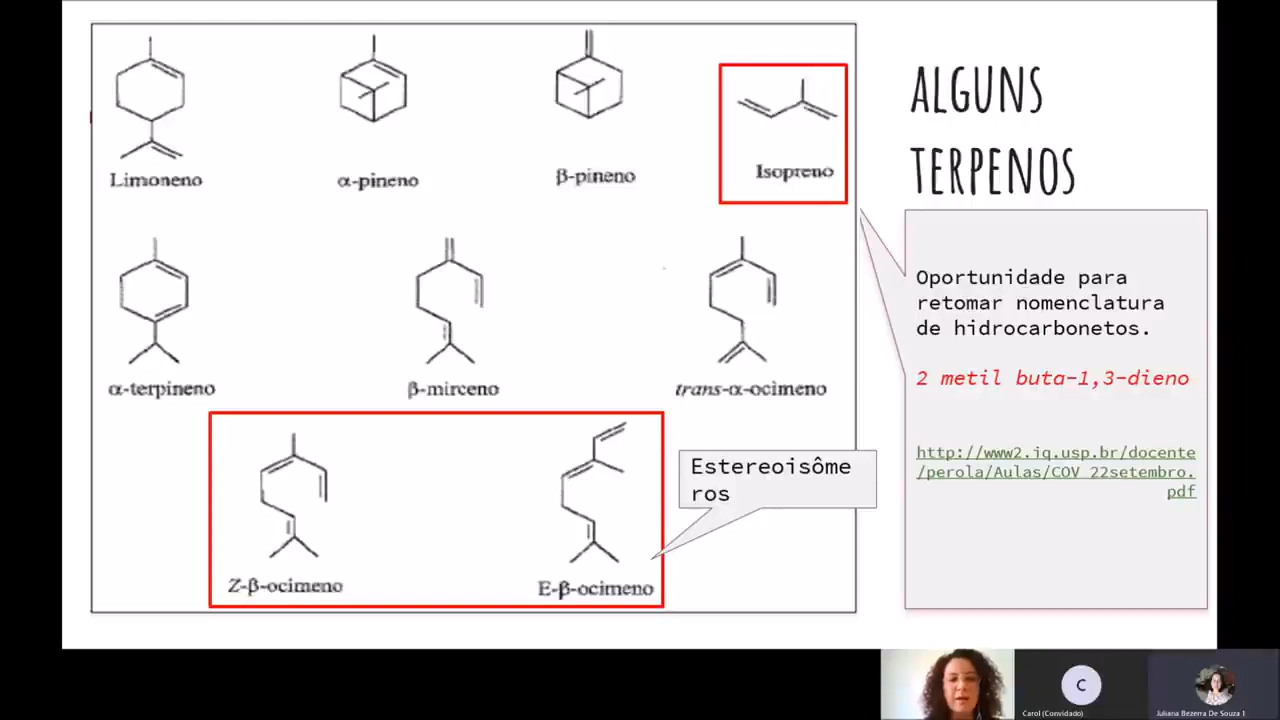 ALGUNS
TERPENOS
Limoneno
α-pineno
β-pineno
Isopreno
α-terpineno
β-mirceno
trans-α-ocimeno
Z-β-ocimeno
E-β-ocimeno
Estereoisôme
ros
Oportunidade para
retomar nomenclatura
de hidrocarbonetos.
2 metil buta-1,3-dieno
http://www2.iq.usp.br/docente
/perola/Aulas/COV_22setembro.
pdf
C
Carol (Convidado)
Juliana Bezerra De Souza 1